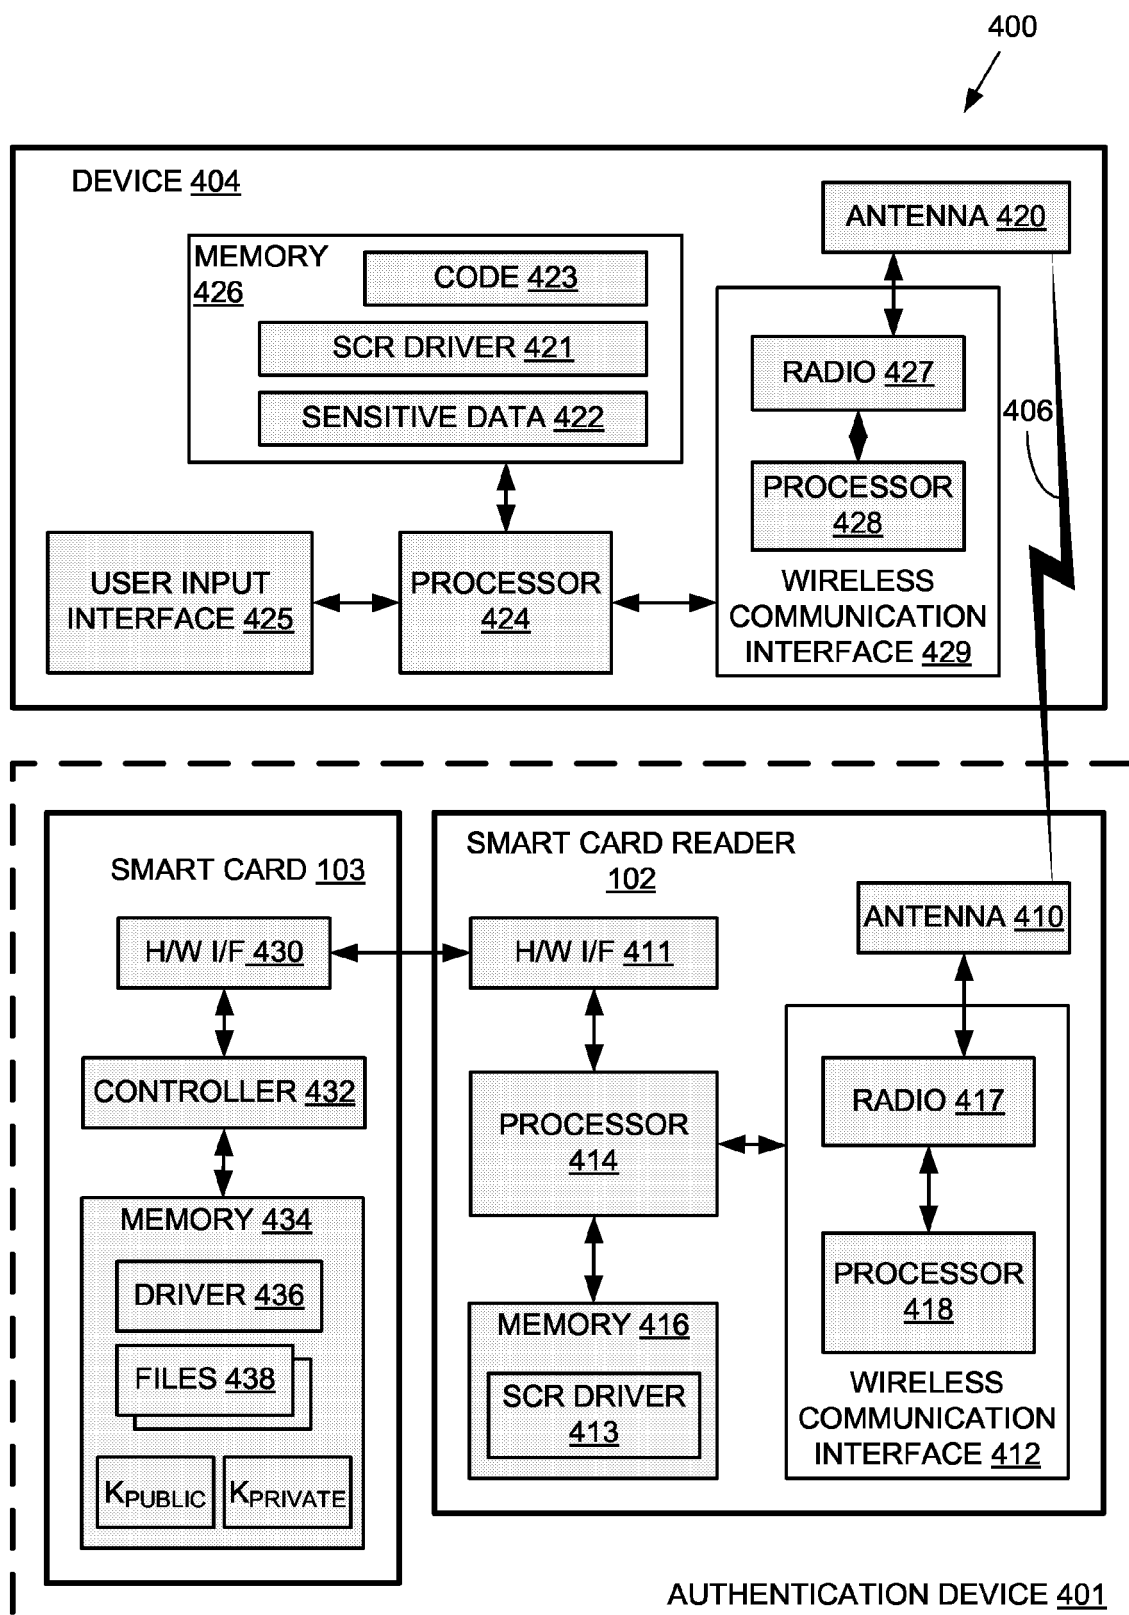 400
DEVICE 404
ANTENNA 420
MEMORY
426
CODE 423
SCR DRIVER 421
SENSITIVE DATA 422
RADIO 427
406
PROCESSOR
428
USER INPUT
INTERFACE 425
PROCESSOR
424
WIRELESS
COMMUNICATION
INTERFACE 429
SMART CARD 103
SMART CARD READER
102
ANTENNA 410
H/W I/F 430
H/W I/F 411
CONTROLLER 432
PROCESSOR
414
RADIO 417
MEMORY 434
DRIVER 436
FILES 438
KPUBLIC
KPRIVATE
MEMORY 416
SCR DRIVER
413
PROCESSOR
418
WIRELESS
COMMUNICATION
INTERFACE 412
AUTHENTICATION DEVICE 401